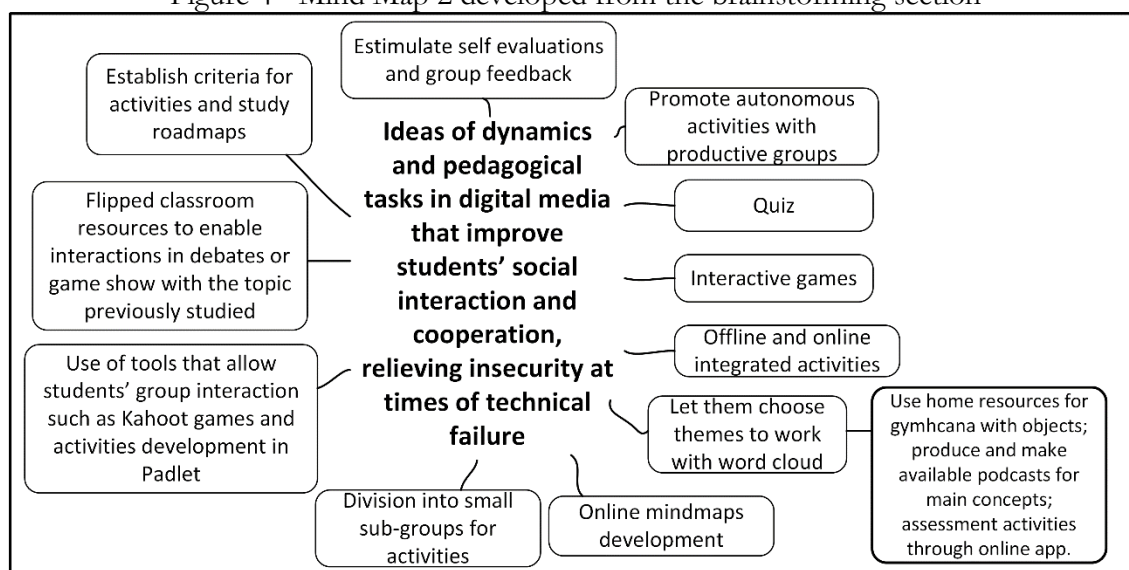 Figure 4 - Mind Map 2 developed from the brainstorming section
Estimulate self evaluations
and group feedback
Establish criteria for
activities and study
roadmaps
Promote autonomous
activities with
productive groups
Ideas of dynamics
and pedagogical
tasks in digital media
that improve
students’ social
interaction and
cooperation,
relieving insecurity at
times of technical
failure
Flipped classroom
resources to enable
interactions in debates or
game show with the topic
previously studied
Quiz
Interactive games
Use of tools that allow
students’ group interaction
such as Kahoot games and
activities development in
Padlet
Offline and online
integrated activities
Let them choose
themes to work
with word cloud
Use home resources for
gymhcana with objects;
produce and make
available podcasts for
main concepts;
assessment activities
through online app.
Division into small
sub-groups for
activities
Online mindmaps
development